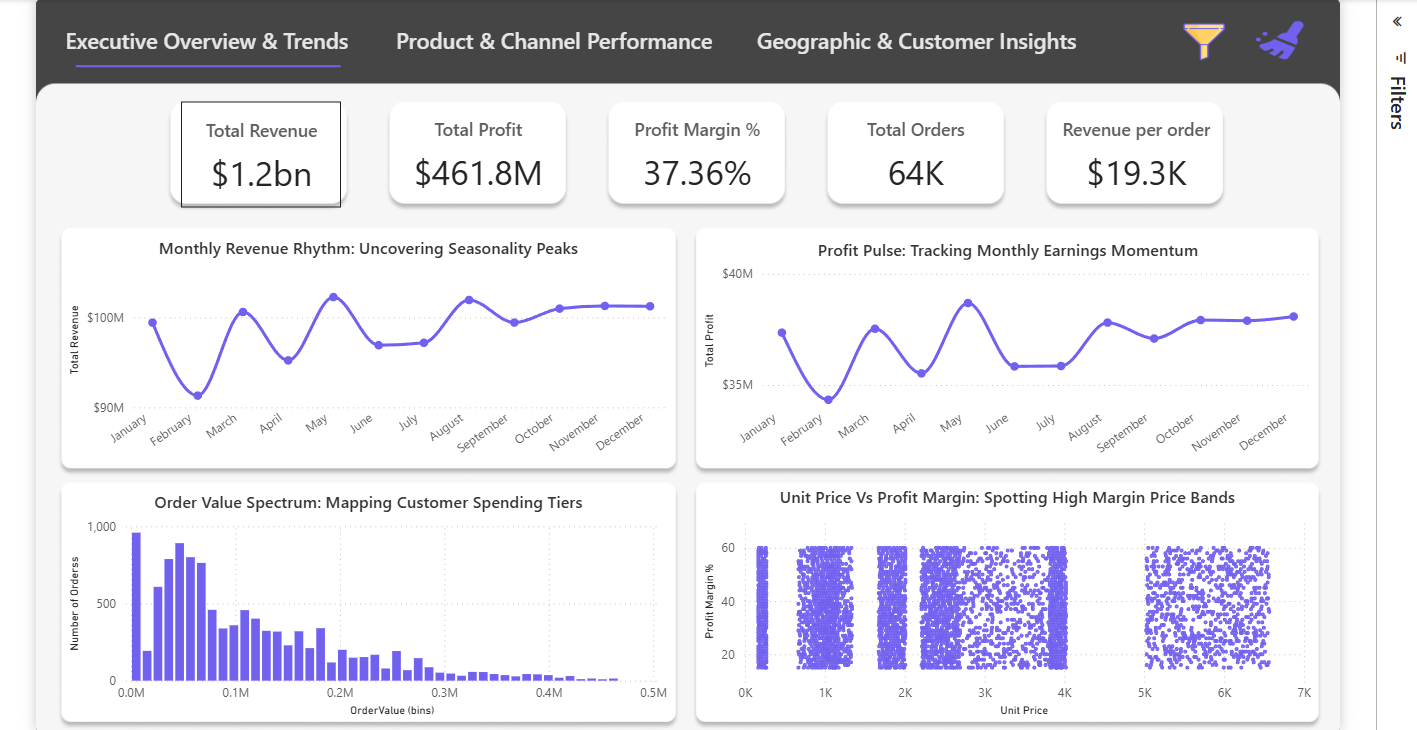 Executive Overview & Trends
Product & Channel Performance
Geographic & Customer Insights
Filters
Total Revenue
$1.2bn
Total Profit
$461.8M
Profit Margin %
37.36%
Total Orders
64K
Revenue per order
$19.3K
Monthly Revenue Rhythm: Uncovering Seasonality Peaks
Total Revenue
$100M
$90M
January
February
March
April
May
June
July
August
September
October
November
December
Profit Pulse: Tracking Monthly Earnings Momentum
Total Profit
$40M
$35M
January
February
March
April
May
June
July
August
September
October
November
December
Order Value Spectrum: Mapping Customer Spending Tiers
Number of Orderss
1,000
500
0
0.0M
0.1M
0.2M
0.3M
0.4M
0.5M
OrderValue (bins)
Unit Price Vs Profit Margin: Spotting High Margin Price Bands
Profit Margin %
60
40
20
0K
1K
2K
3K
4K
5K
6K
7K
Unit Price